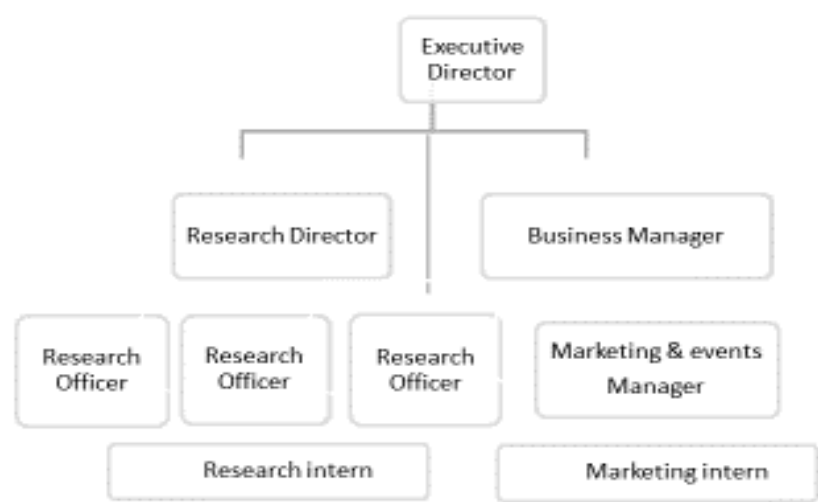 Executive
Director
Research Director
Business Manager
Research
Officer
Research
Officer
Research
Officer
Marketing & events
Manager
Research intern
Marketing intern